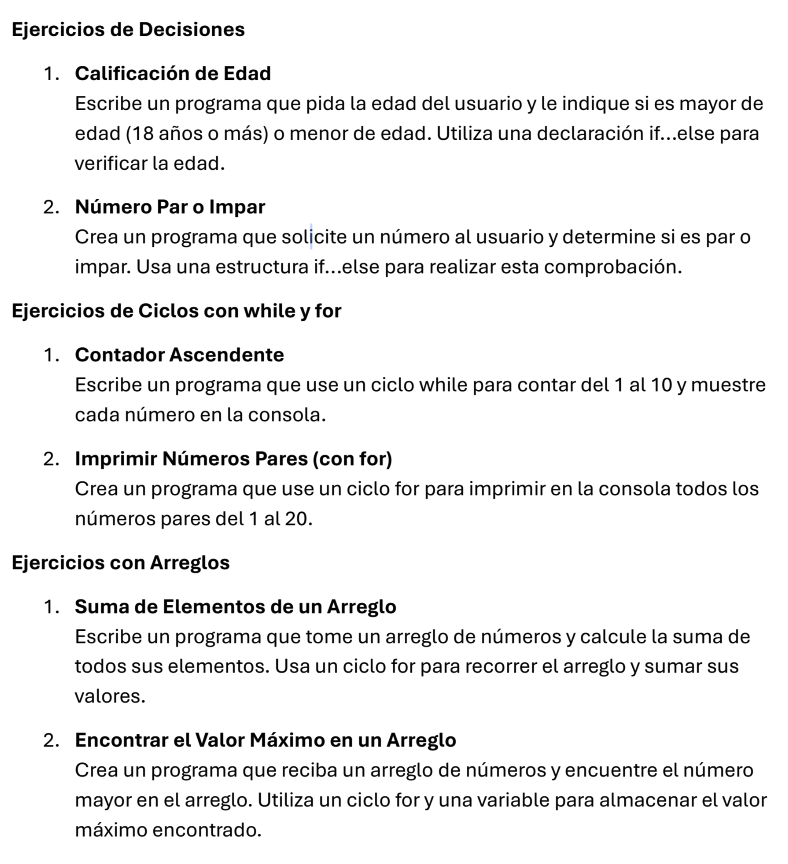 Ejercicios de Decisiones
1. Calificación de Edad
Escribe un programa que pida la edad del usuario y le indique si es mayor de
edad (18 años o más) o menor de edad. Utiliza una declaración if...else para
verificar la edad.
2. Número Par o Impar
Crea un programa que solicite un número al usuario y determine si es par o
impar. Usa una estructura if...else para realizar esta comprobación.
Ejercicios de Ciclos con while y for
1. Contador Ascendente
Escribe un programa que use un ciclo while para contar del 1 al 10 y muestre
cada número en la consola.
2. Imprimir Números Pares (con for)
Crea un programa que use un ciclo for para imprimir en la consola todos los
números pares del 1 al 20.
Ejercicios con Arreglos
1. Suma de Elementos de un Arreglo
Escribe un programa que tome un arreglo de números y calcule la suma de
todos sus elementos. Usa un ciclo for para recorrer el arreglo y sumar sus
valores.
2. Encontrar el Valor Máximo en un Arreglo
Crea un programa que reciba un arreglo de números y encuentre el número
mayor en el arreglo. Utiliza un ciclo for y una variable para almacenar el valor
máximo encontrado.